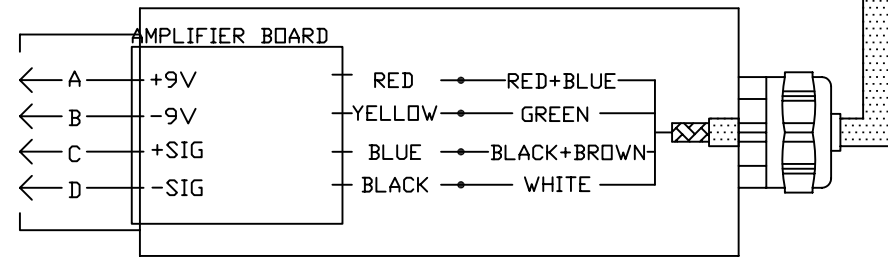 AMPLIFIER BOARD
A +9V RED RED+BLUE
B -9V YELLOW GREEN
C +SIG BLUE BLACK+BROWN
D -SIG BLACK WHITE